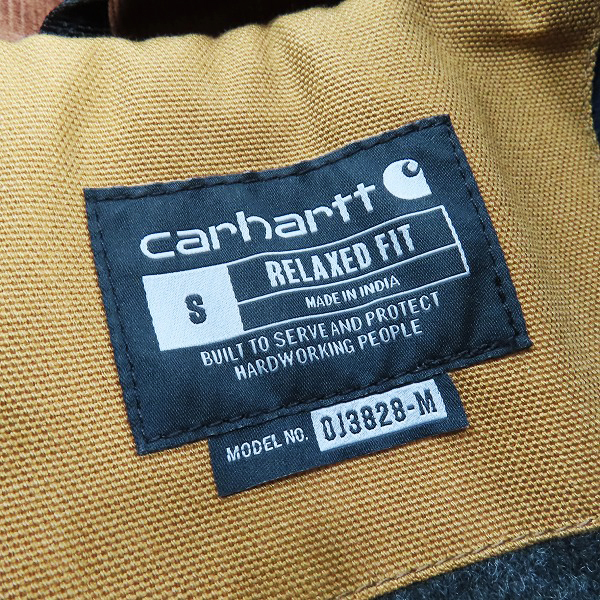 carhartt
S RELAXED FIT
MADE IN INDIA
BUILT TO SERVE AND PROTECT
HARDWORKING PEOPLE
MODEL NO. OJ3828-M